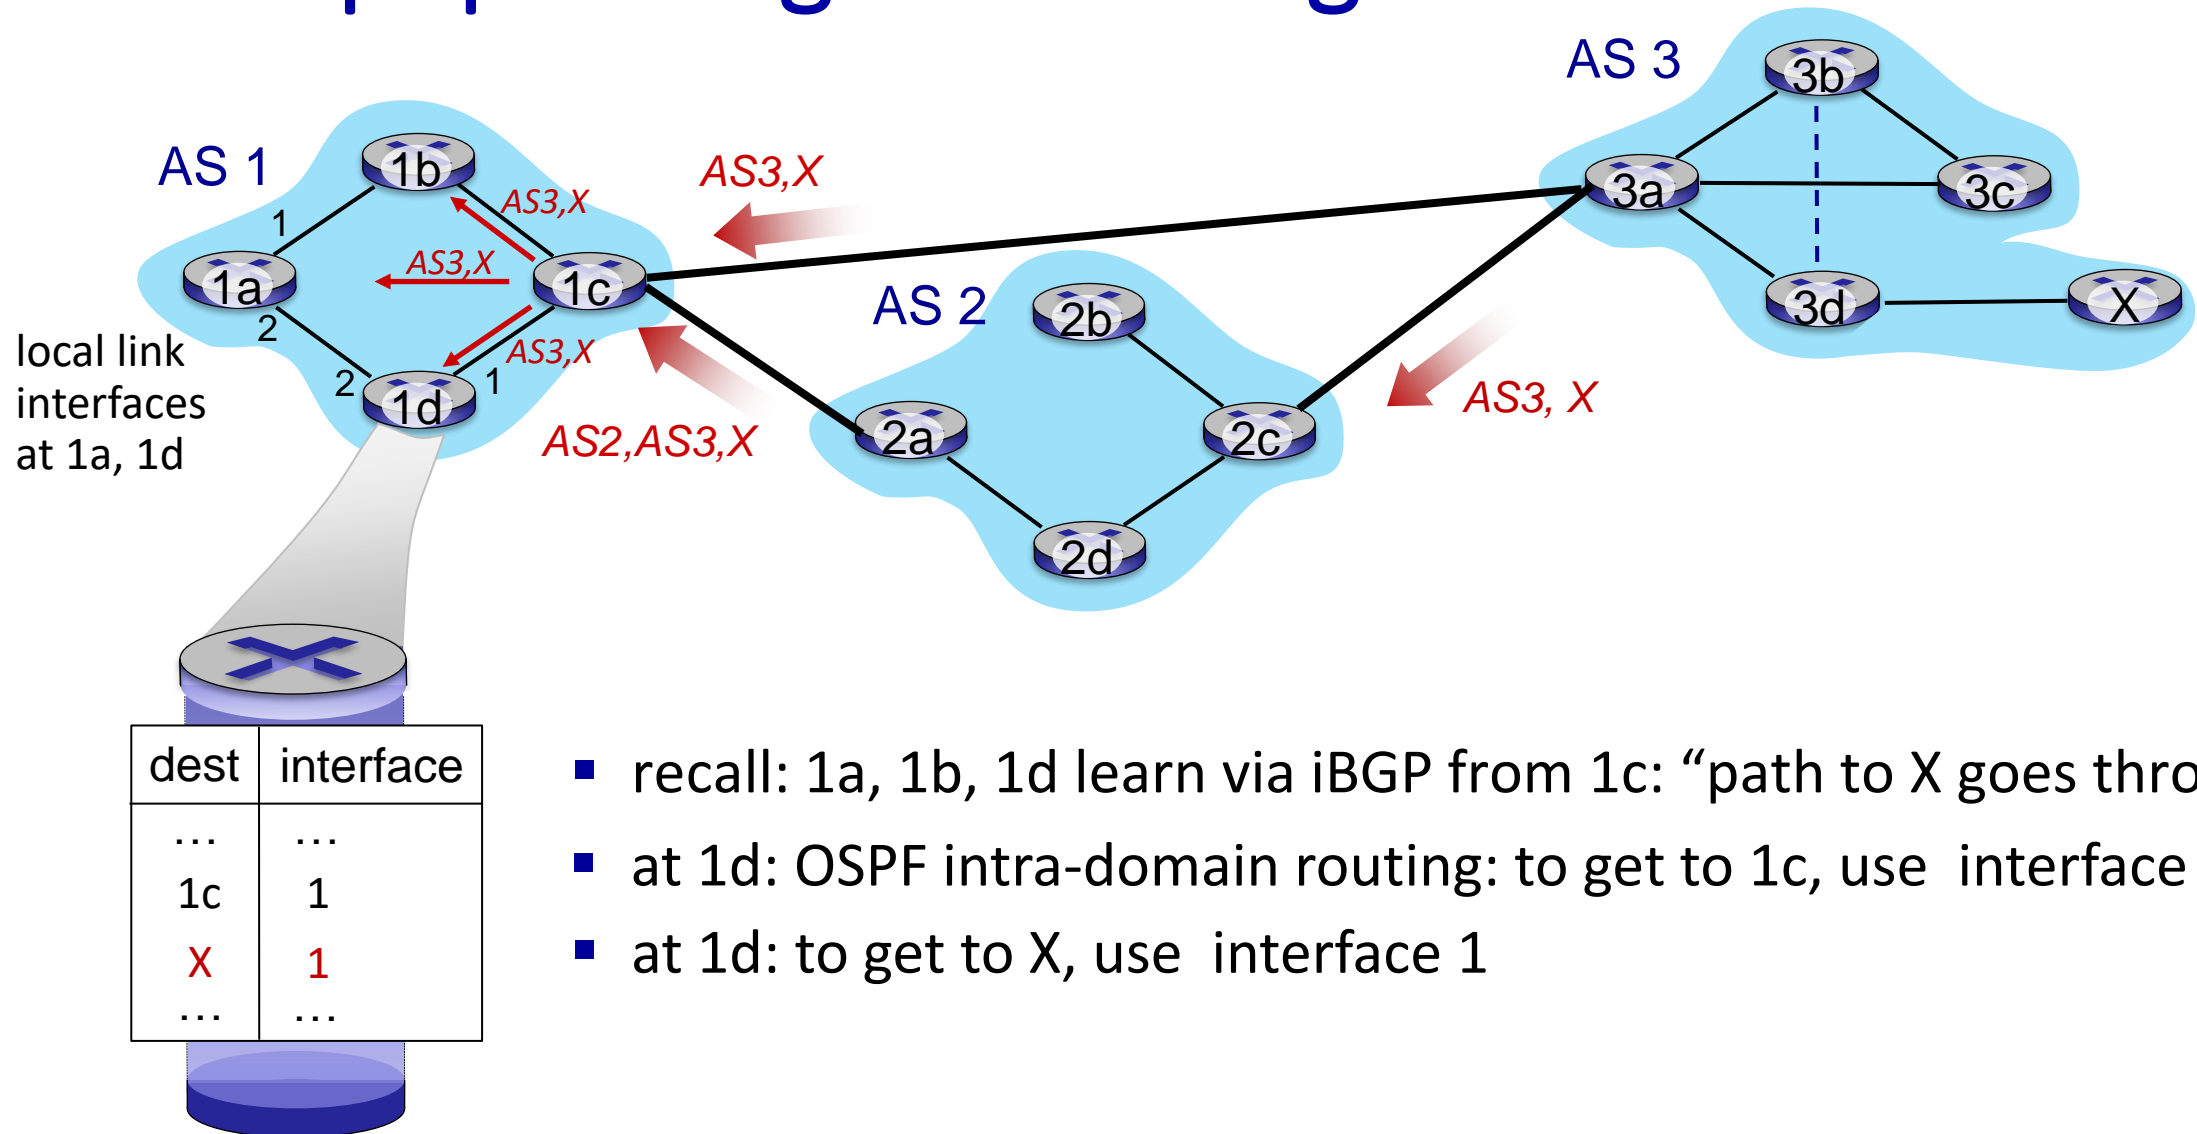 AS 3
3b
AS 1
1b
AS3,X
AS3,X
3a
3c
1
AS3,X
1a
1c
AS 2
2b
3d
X
2
local link
interfaces
at 1a, 1d
AS3,X
2
1
1d
AS2,AS3,X
2a
2c
AS3, X
2d
dest interface
... ...
1c 1
X 1
... ...
▪ recall: 1a, 1b, 1d learn via iBGP from 1c: “path to X goes
▪ at 1d: OSPF intra-domain routing: to get to 1c, use interface
▪ at 1d: to get to X, use interface 1